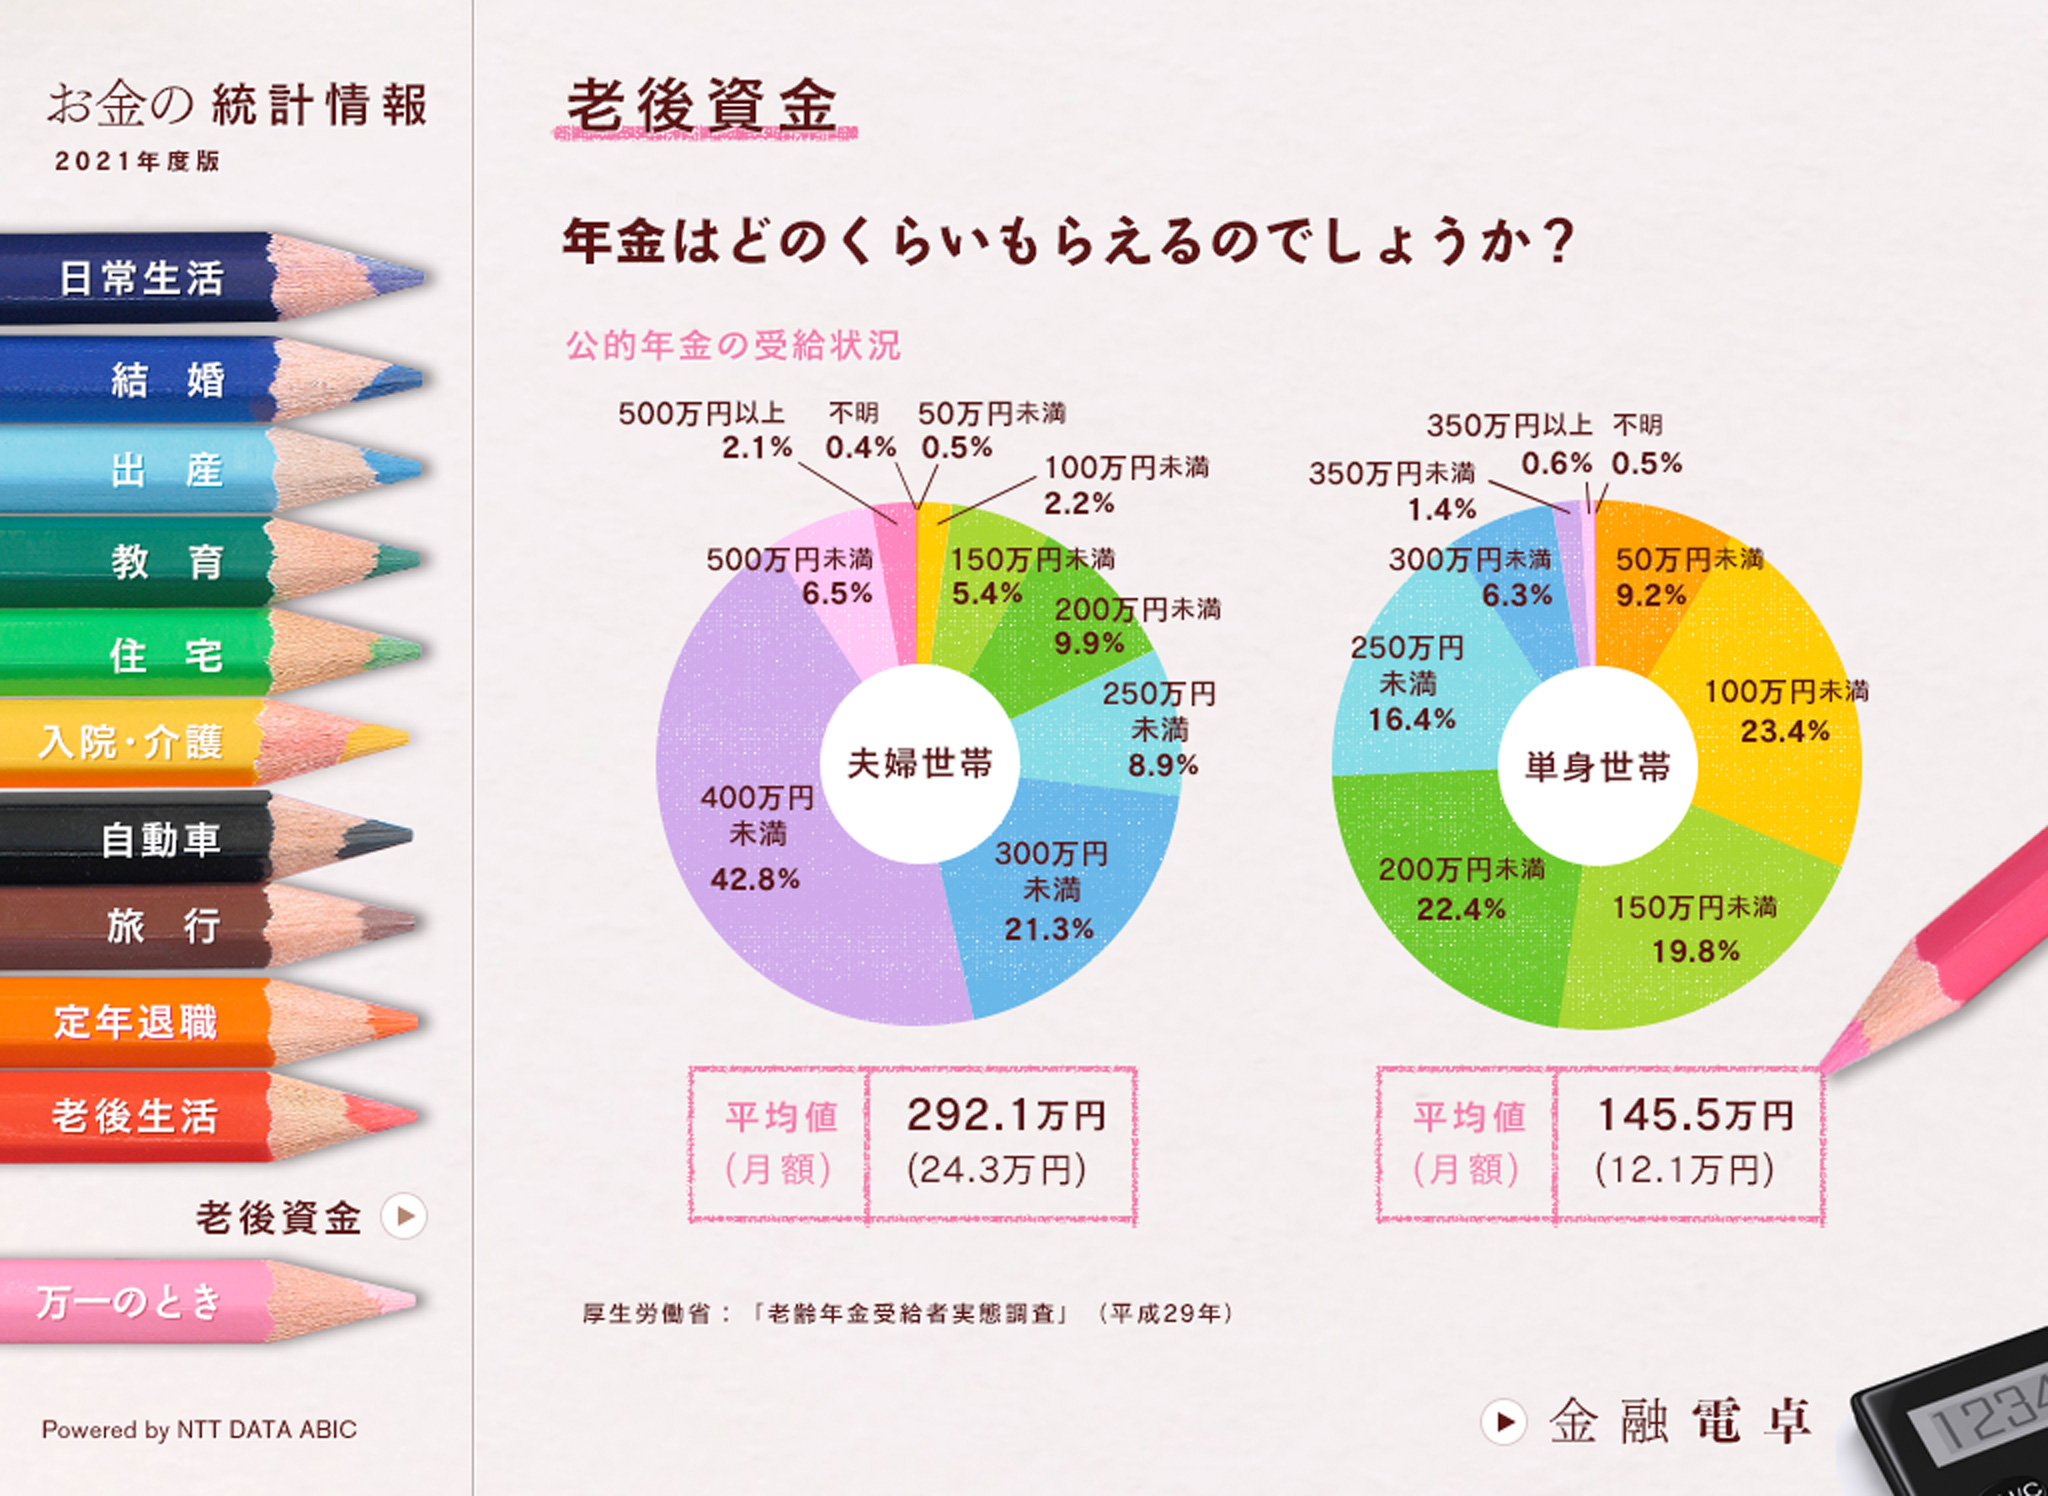 お金の統計情報
2021年度版
日常生活
結 婚
出 産
教 育
住 宅
入院・介護
自動車
旅 行
定年退職
老後生活
老後資金
万一のとき
Powered by NTT DATA ABIC
老後資金
年金はどのくらいもらえるのでしょうか？
公的年金の受給状況
500万円以上
2.1%
不明
0.4%
50万円未満
0.5%
100万円未満
2.2%
150万円未満
5.4%
200万円未満
9.9%
250万円
未満
8.9%
300万円
未満
21.3%
400万円
未満
42.8%
500万円未満
6.5%
夫婦世帯
平均値
(月額)
292.1万円
(24.3万円)
350万円以上
0.6%
不明
0.5%
350万円未満
1.4%
300万円未満
6.3%
50万円未満
9.2%
250万円
未満
16.4%
100万円未満
23.4%
200万円未満
22.4%
150万円未満
19.8%
単身世帯
平均値
(月額)
145.5万円
(12.1万円)
厚生労働省：「老齢年金受給者実態調査」（平成29年）
金融電卓
1234